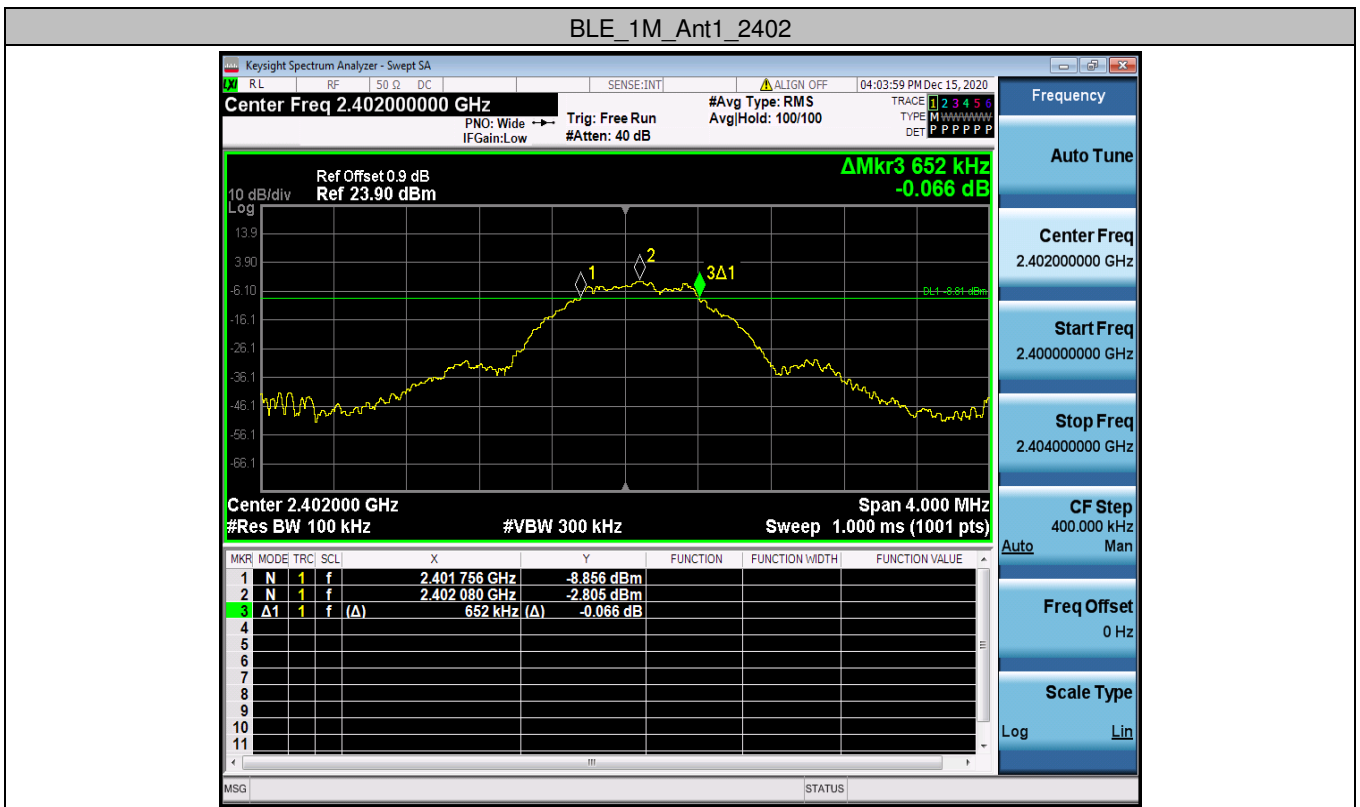 BLE_1M_Ant1_2402
Keysight Spectrum Analyzer - Swept SA
LXI RL RF 50 Ω DC SENSE:INT ALIGN OFF 04:03:59 PM Dec 15, 2020
Center Freq 2.402000000 GHz
PNO: Wide
IFGain:Low
Trig: Free Run
#Atten: 40 dB
#Avg Type: RMS
Avg|Hold: 100/100
TRACE 1 2 3 4 5 6
TYPE M WWWWW
DET P P P P P P
ΔMkr3 652 kHz
-0.066 dB
Ref Offset 0.9 dB
10 dB/div Ref 23.90 dBm
Log
13.9
3.90
-6.10
-16.1
-26.1
-36.1
-46.1
-56.1
-66.1
1
2
3Δ1
DL1 -8.81 dBm
Center 2.402000 GHz Span 4.000 MHz
#Res BW 100 kHz #VBW 300 kHz Sweep 1.000 ms (1001 pts)
MKR MODE TRC SCL X Y FUNCTION FUNCTION WIDTH FUNCTION VALUE
1 N 1 f 2.401 756 GHz -8.856 dBm
2 N 1 f 2.402 080 GHz -2.805 dBm
3 Δ1 1 f (Δ) 652 kHz (Δ) -0.066 dB
4
5
6
7
8
9
10
11
MSG STATUS
Frequency
Auto Tune
Center Freq
2.402000000 GHz
Start Freq
2.400000000 GHz
Stop Freq
2.404000000 GHz
CF Step
400.000 kHz
Auto Man
Freq Offset
0 Hz
Scale Type
Log Lin